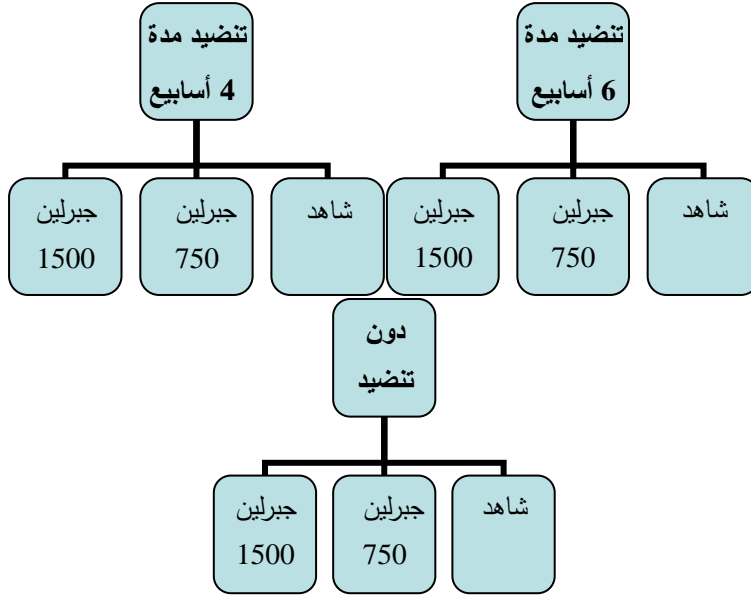 تنضيد مدة
6 أسابيع
شاهد
جبرلين
750
جبرلين
1500
تنضيد مدة
4 أسابيع
شاهد
جبرلين
750
جبرلين
1500
دون
تنضيد
شاهد
جبرلين
750
جبرلين
1500